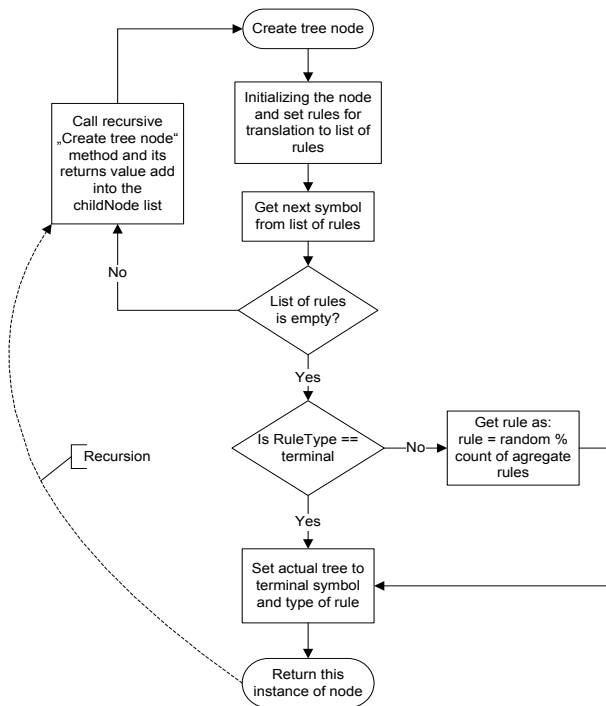 Create tree node
Initializing the node
and set rules for
translation to list of
rules
Call recursive
„Create tree node“
method and its
returns value add
into the
childNode list
Get next symbol
from list of rules
No
List of rules
is empty?
Yes
Is RuleType ==
terminal
No
Get rule as:
rule = random %
count of agregate
rules
Recursion
Yes
Set actual tree to
terminal symbol
and type of rule
Return this
instance of node